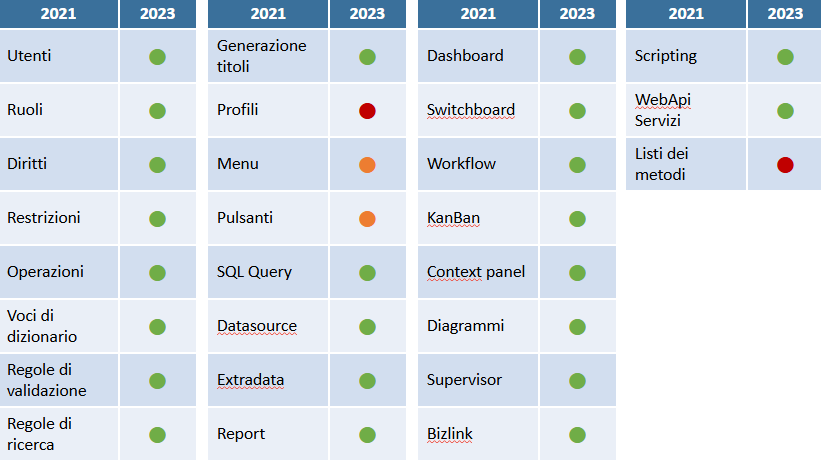 2021 2023
Utenti
Ruoli
Diritti
Restrizioni
Operazioni
Voci di
dizionario
Regole di
validazione
Regole di
ricerca
2021 2023
Generazione
titoli
Profili
Menu
Pulsanti
SQL Query
Datasource
Extradata
Report
2021 2023
Dashboard
Switchboard
Workflow
KanBan
Context panel
Diagrammi
Supervisor
Bizlink
2021 2023
Scripting
WebApi
Servizi
Listi dei
metodi